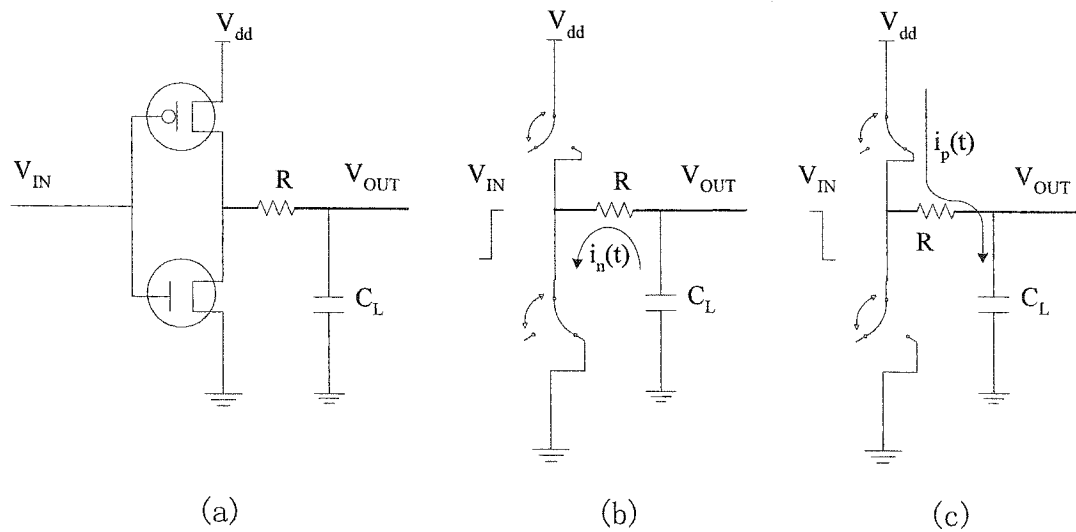 V_dd
V_IN
R
V_OUT
C_L
(a)
V_dd
V_IN
R
V_OUT
i_n(t)
C_L
(b)
V_dd
i_p(t)
V_IN
V_OUT
R
C_L
(c)